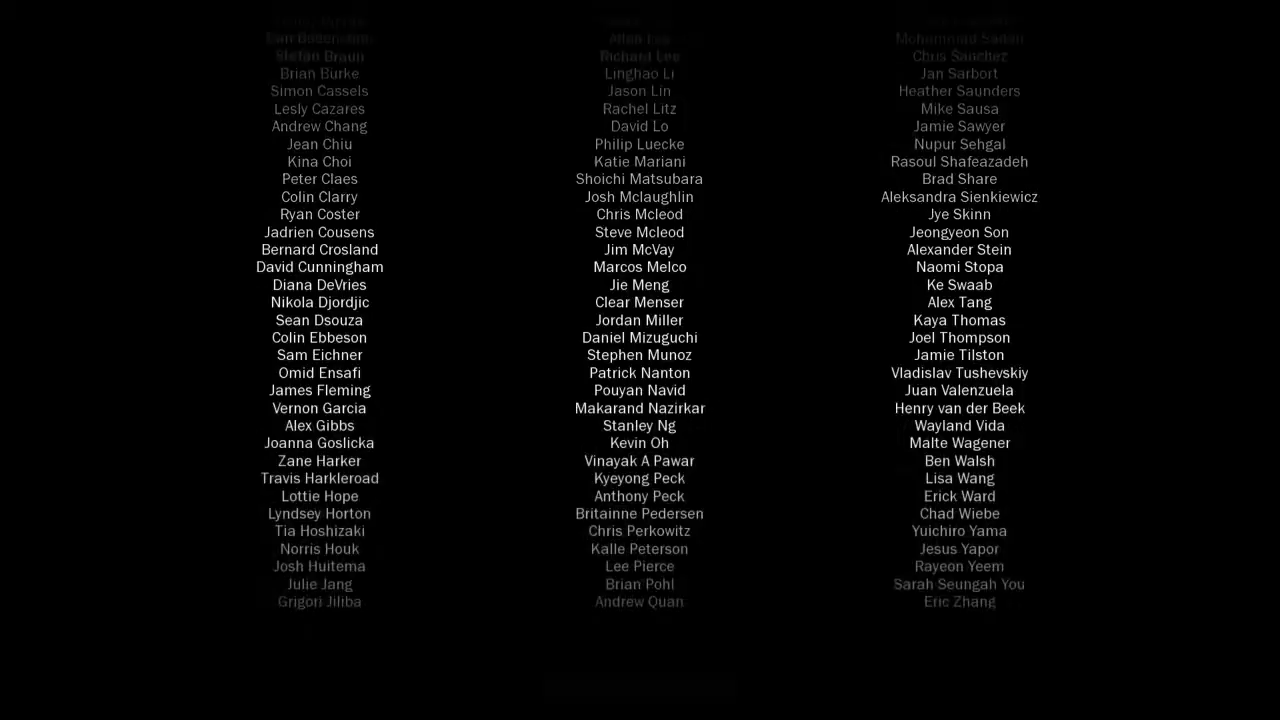 Stefan Braun
Brian Burke
Simon Cassels
Lesly Cazares
Andrew Chang
Jean Chiu
Kina Choi
Peter Claes
Colin Clarry
Ryan Coster
Jadrien Cousens
Bernard Crosland
David Cunningham
Diana DeVries
Nikola Djordjic
Sean Dsouza
Colin Ebbeson
Sam Eichner
Omid Ensafi
James Fleming
Vernon Garcia
Alex Gibbs
Joanna Goslicka
Zane Harker
Travis Harkleroad
Lottie Hope
Lyndsey Horton
Tia Hoshizaki
Norris Houk
Josh Huitema
Julie Jang
Grigori Jiliba
Allen
Richard Lee
Linghao Li
Jason Lin
Rachel Litz
David Lo
Philip Luecke
Katie Mariani
Shoichi Matsubara
Josh Mclaughlin
Chris Mcleod
Steve Mcleod
Jim McVay
Marcos Melco
Jie Meng
Clear Menser
Jordan Miller
Daniel Mizuguchi
Stephen Munoz
Patrick Nanton
Pouyan Navid
Makarand Nazirkar
Stanley Ng
Kevin Oh
Vinayak A Pawar
Kyeyong Peck
Anthony Peck
Britainne Pedersen
Chris Perkowitz
Kalle Peterson
Lee Pierce
Brian Pohl
Andrew Quan
Mohammad
Chris Sanchez
Jan Sarbort
Heather Saunders
Mike Sausa
Jamie Sawyer
Nupur Sehgal
Rasoul Shafeazadeh
Brad Share
Aleksandra Sienkiewicz
Jye Skinn
Jeongyeon Son
Alexander Stein
Naomi Stopa
Ke Swaab
Alex Tang
Kaya Thomas
Joel Thompson
Jamie Tilston
Vladislav Tushevskiy
Juan Valenzuela
Henry van der Beek
Wayland Vida
Malte Wagener
Ben Walsh
Lisa Wang
Erick Ward
Chad Wiebe
Yuichiro Yama
Jesus Yapor
Rayeon Yeem
Sarah Seungah You
Eric Zhang